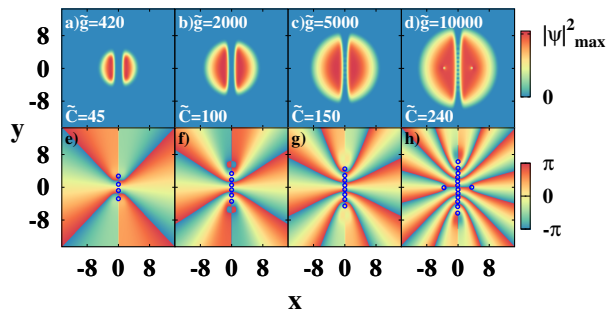 a) g̃=420 b) g̃=2000 c) g̃=5000 d) g̃=10000
|ψ|²max
0
8
0
-8
C̃=45 C̃=100 C̃=150 C̃=240
y
e) f) g) h)
8
0
-8
π
0
-π
-8 0 8 -8 0 8 -8 0 8 -8 0 8
x